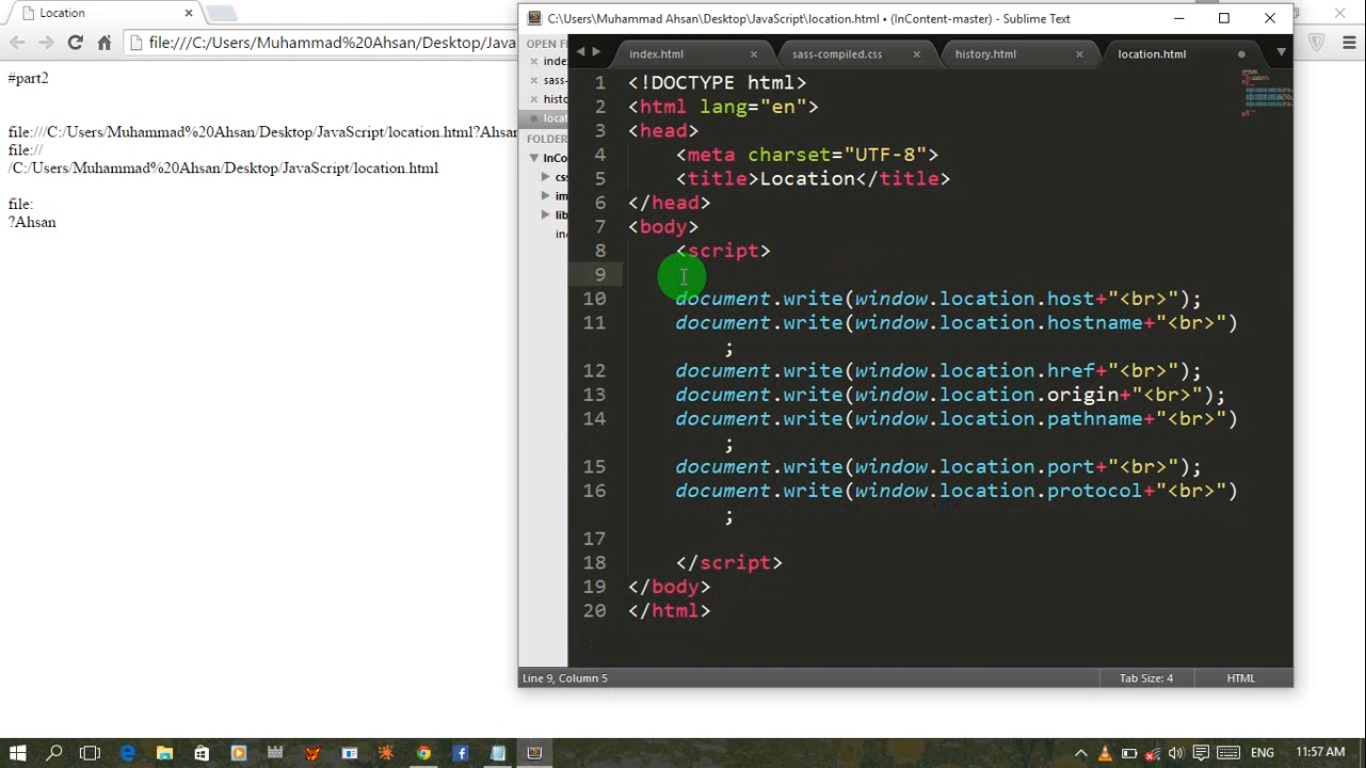 Location
file:///C:/Users/Muhammad%20Ahsan/Desktop/Java
#part2
file:///C:/Users/Muhammad%20Ahsan/Desktop/JavaScript/location.html?Ahsan
file://
/C:/Users/Muhammad%20Ahsan/Desktop/JavaScript/location.html
file:
?Ahsan
C:\Users\Muhammad Ahsan\Desktop\JavaScript\location.html • (InContent-master) - Sublime Text
OPEN FI
inde
sass-
histo
locat
FOLDER
InCo
css
im
lib
in
index.html
sass-compiled.css
history.html
location.html
1 <!DOCTYPE html>
2 <html lang="en">
3 <head>
4 <meta charset="UTF-8">
5 <title>Location</title>
6 </head>
7 <body>
8 <script>
9
10 document.write(window.location.host+"<br>");
11 document.write(window.location.hostname+"<br>")
;
12 document.write(window.location.href+"<br>");
13 document.write(window.location.origin+"<br>");
14 document.write(window.location.pathname+"<br>")
;
15 document.write(window.location.port+"<br>");
16 document.write(window.location.protocol+"<br>")
;
17
18 </script>
19 </body>
20 </html>
Line 9, Column 5
Tab Size: 4
HTML
ENG
11:57 AM